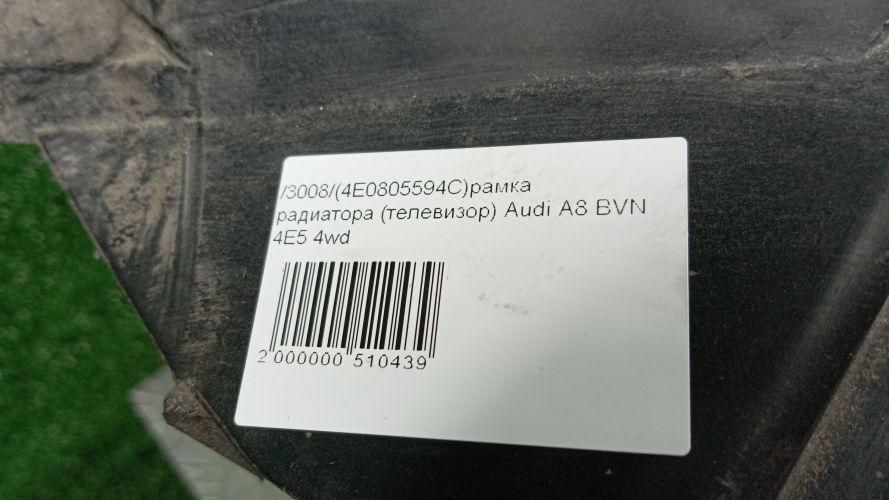 /3008/(4E0805594C)рамка
радиатора (телевизор) Audi A8 BVN
4E5 4wd
2 000000 510439